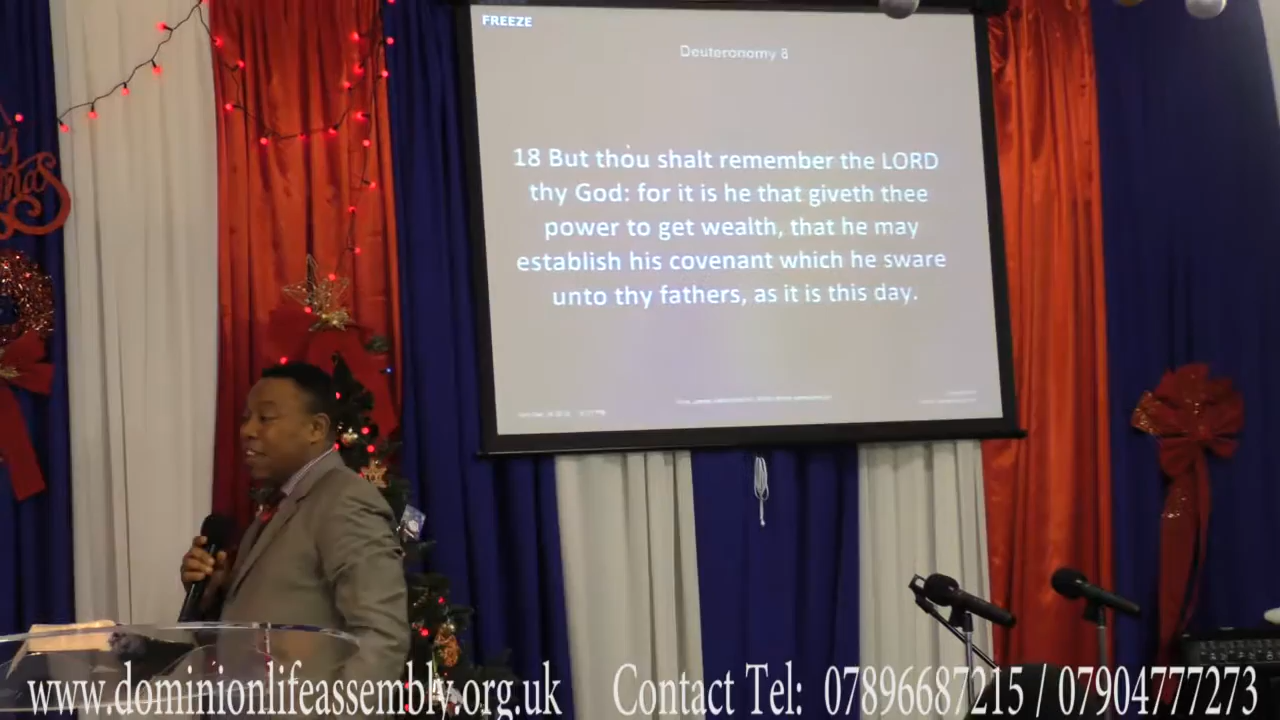 FREEZE
Deuteronomy 8
18 But thou shalt remember the LORD
thy God: for it is he that giveth thee
power to get wealth, that he may
establish his covenant which he sware
unto thy fathers, as it is this day.
www.dominionlifeassembly.org.uk Contact Tel: 07896687215 / 07904777273